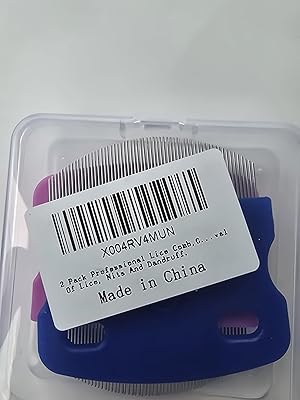 X004RV4MUN
2 Pack Professional Lice Comb,C...val
Of Lice, Nits And Dandruff.
Made in China